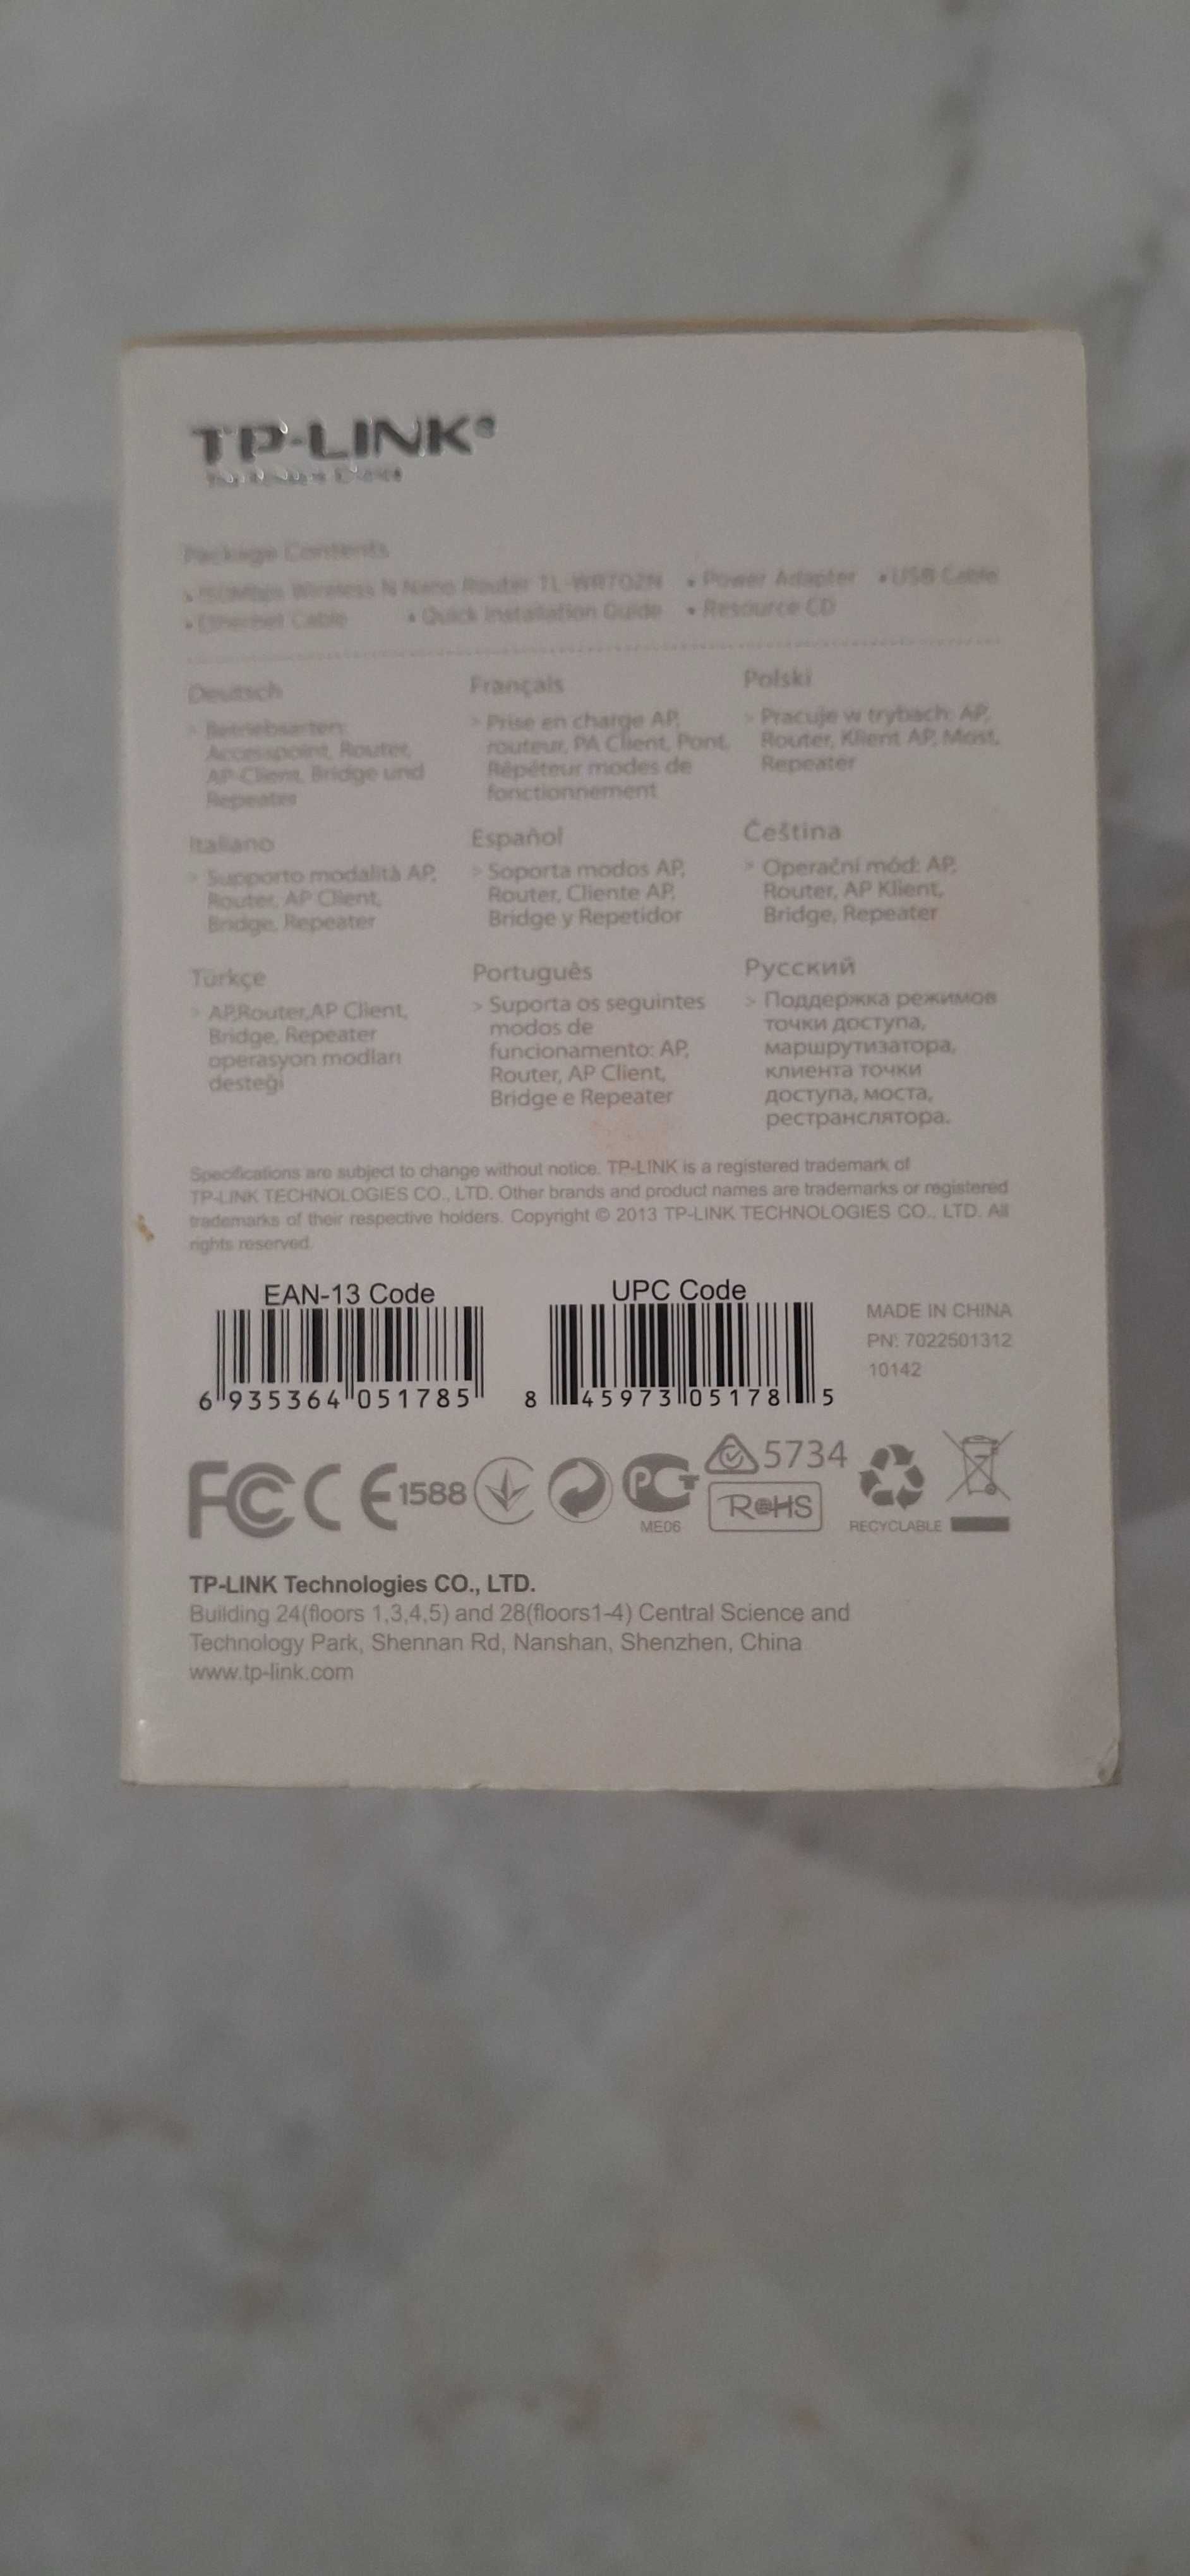 TP-LINK®
Package Contents
• 150Mbps Wireless N Nano Router TL-WR702N • Power Adapter • USB Cable
• Ethernet Cable • Quick Installation Guide • Resource CD
Deutsch
> Betriebsarten:
Accesspoint, Router,
AP-Client, Bridge und
Repeater
Français
> Prise en charge AP,
routeur, PA Client, Pont,
Répéteur modes de
fonctionnement
Polski
> Pracuje w trybach: AP,
Router, Klient AP, Most,
Repeater
Italiano
> Supporto modalità AP,
Router, AP Client,
Bridge, Repeater
Español
> Soporta modos AP,
Router, Cliente AP,
Bridge y Repetidor
Čeština
> Operační mód: AP,
Router, AP Klient,
Bridge, Repeater
Türkçe
> AP,Router,AP Client,
Bridge, Repeater
operasyon modları
desteği
Português
> Suporta os seguintes
modos de
funcionamento: AP,
Router, AP Client,
Bridge e Repeater
Русский
> Поддержка режимов
точки доступа,
маршрутизатора,
клиента точки
доступа, моста,
рестранслятора.
Specifications are subject to change without notice. TP-LINK is a registered trademark of
TP-LINK TECHNOLOGIES CO., LTD. Other brands and product names are trademarks or registered
trademarks of their respective holders. Copyright © 2013 TP-LINK TECHNOLOGIES CO., LTD. All
rights reserved.
EAN-13 Code
6 935364 051785
UPC Code
8 45973 05178 5
MADE IN CHINA
PN: 7022501312
10142
FC CE 1588
PCT
ME06
5734
RoHS
RECYCLABLE
TP-LINK Technologies CO., LTD.
Building 24(floors 1,3,4,5) and 28(floors1-4) Central Science and
Technology Park, Shennan Rd, Nanshan, Shenzhen, China
www.tp-link.com